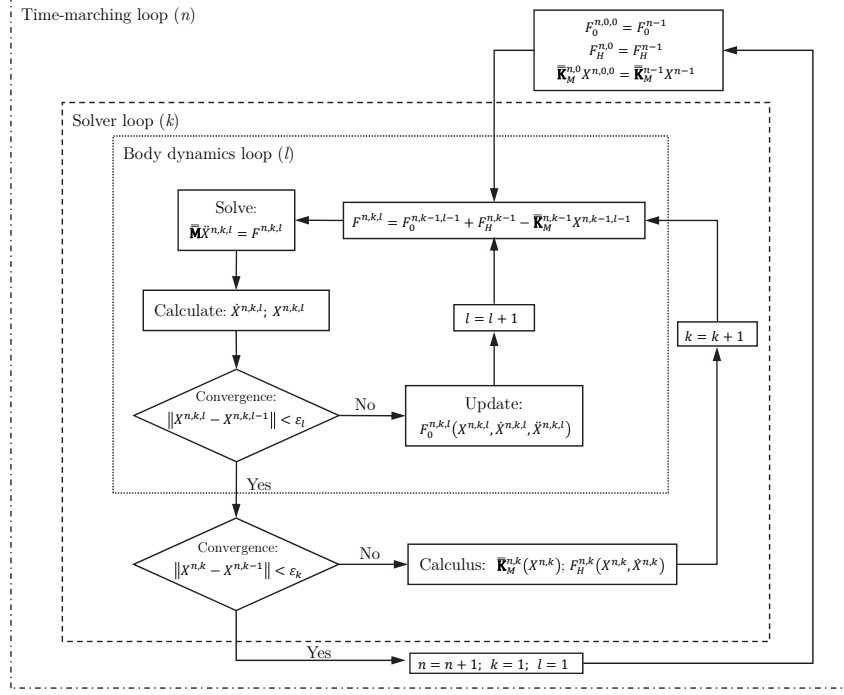 Time-marching loop (n)
F₀ⁿ'⁰'⁰ = F₀ⁿ⁻¹
F_H^{n,0} = F_H^{n−1}
K̿_M^{n,0} X^{n,0,0} = K̿_M^{n−1} X^{n−1}
Solver loop (k)
Body dynamics loop (l)
Solve:
M̿Ẍ^{n,k,l} = F^{n,k,l}
F^{n,k,l} = F_0^{n,k−1,l−1} + F_H^{n,k−1} − K̿_M^{n,k−1} X^{n,k−1,l−1}
Calculate: Ẋ^{n,k,l}; X^{n,k,l}
l = l + 1
k = k + 1
Convergence:
‖X^{n,k,l} − X^{n,k,l−1}‖ < ε_l
No
Update:
F_0^{n,k,l}(X^{n,k,l}, Ẋ^{n,k,l}, Ẍ^{n,k,l})
Yes
Convergence:
‖X^{n,k} − X^{n,k−1}‖ < ε_k
No
Calculus: K̿_M^{n,k}(X^{n,k}); F_H^{n,k}(X^{n,k}, Ẋ^{n,k})
Yes
n = n + 1; k = 1; l = 1